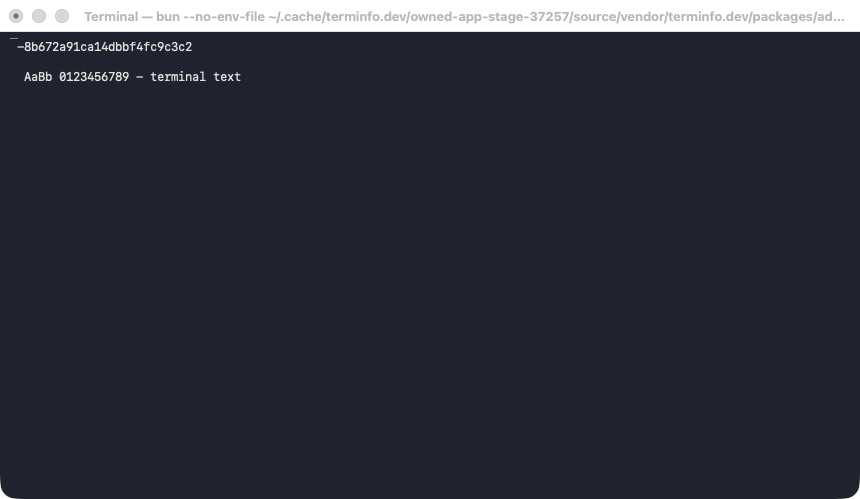 Terminal — bun --no-env-file ~/.cache/terminfo.dev/owned-app-stage-37257/source/vendor/terminfo.dev/packages/ad...
—8b672a91ca14dbbf4fc9c3c2
AaBb 0123456789 — terminal text